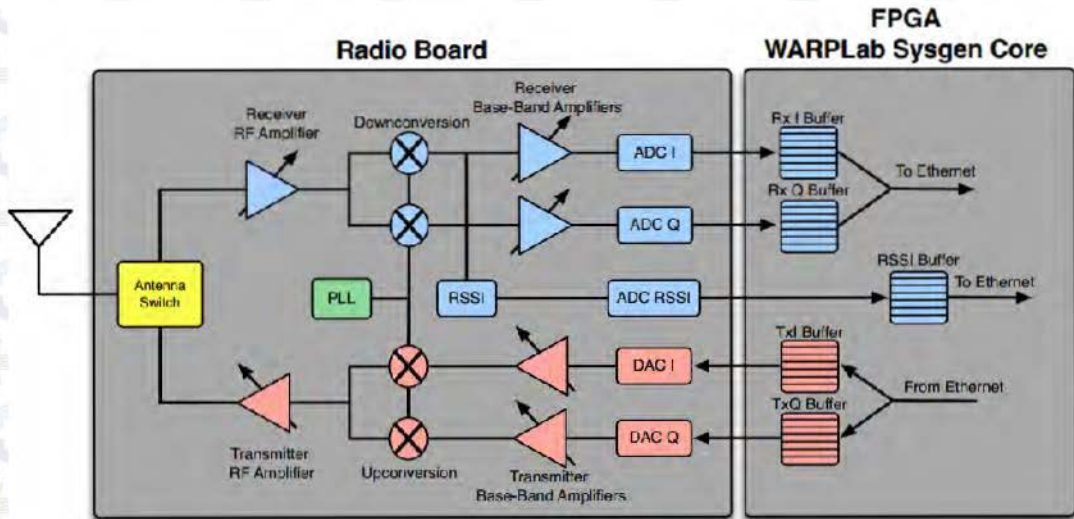 FPGA
WARPLab Sysgen Core
Radio Board
Receiver
RF Amplifier
Downconversion
Receiver
Base-Band Amplifiers
ADC I
ADC Q
Rx I Buffer
Rx Q Buffer
To Ethernet
Antenna
Switch
PLL
RSSI
ADC RSSI
RSSI Buffer
To Ethernet
DAC I
DAC Q
TxI Buffer
TxQ Buffer
From Ethernet
Transmitter
RF Amplifier
Upconversion
Transmitter
Base-Band Amplifiers